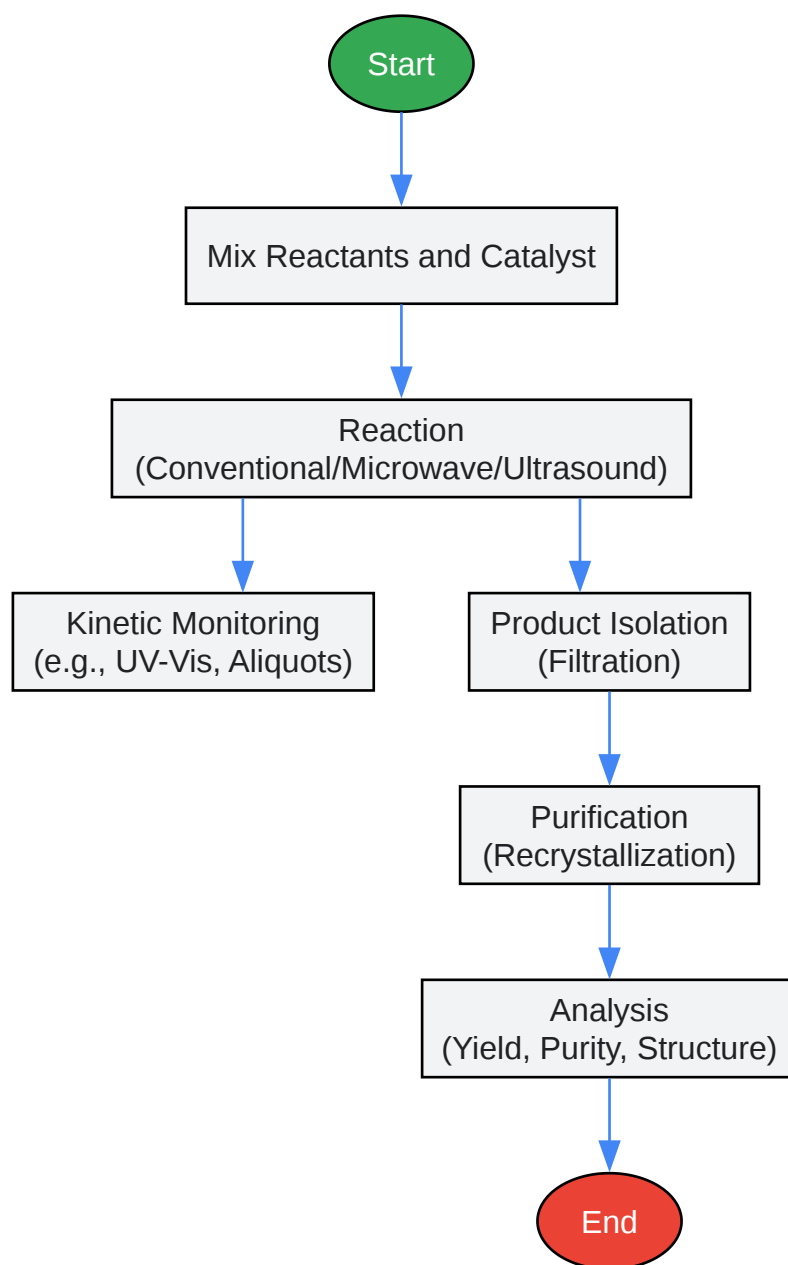 Start
Mix Reactants and Catalyst
Reaction
(Conventional/Microwave/Ultrasound)
Kinetic Monitoring
(e.g., UV-Vis, Aliquots)
Product Isolation
(Filtration)
Purification
(Recrystallization)
Analysis
(Yield, Purity, Structure)
End